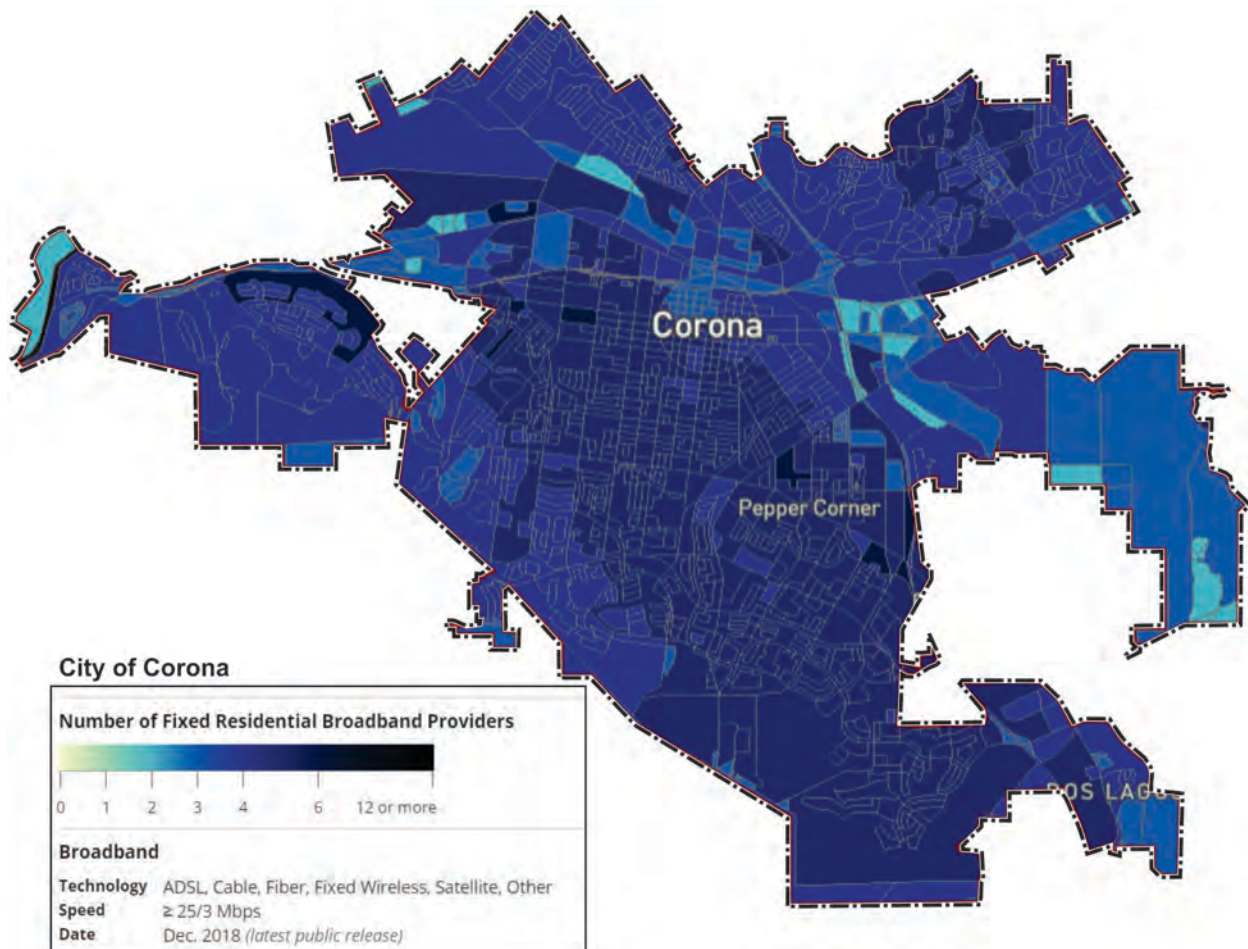 Corona
Pepper Corner
DOS LAGOS
City of Corona
Number of Fixed Residential Broadband Providers
0 1 2 3 4 6 12 or more
Broadband
Technology ADSL, Cable, Fiber, Fixed Wireless, Satellite, Other
Speed ≥ 25/3 Mbps
Date Dec. 2018 (latest public release)